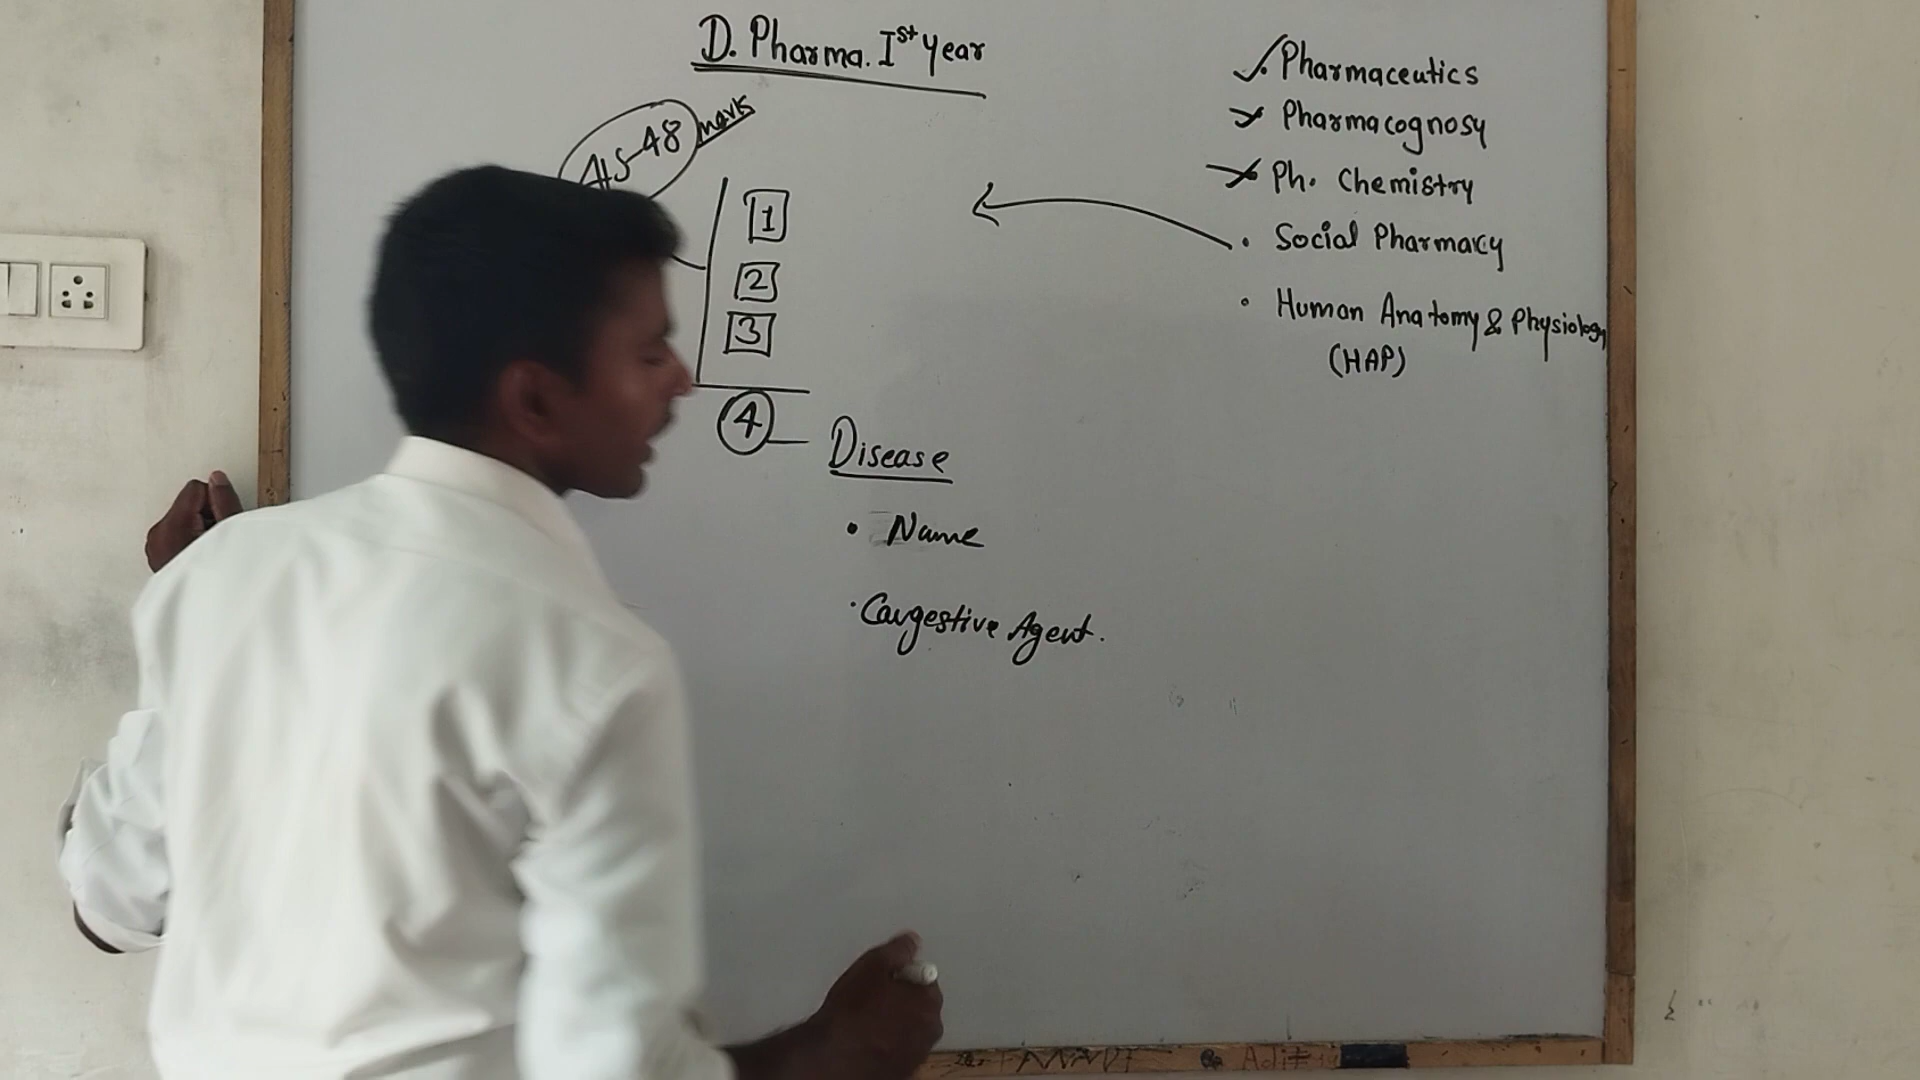 D. Pharma. Ist Year
45-48 marks
1
2
3
4
Disease
• Name
• Caugestive Agent.
Pharmaceutics
Pharmacognosy
Ph. Chemistry
• Social Pharmacy
• Human Anatomy & Physiology
(HAP)